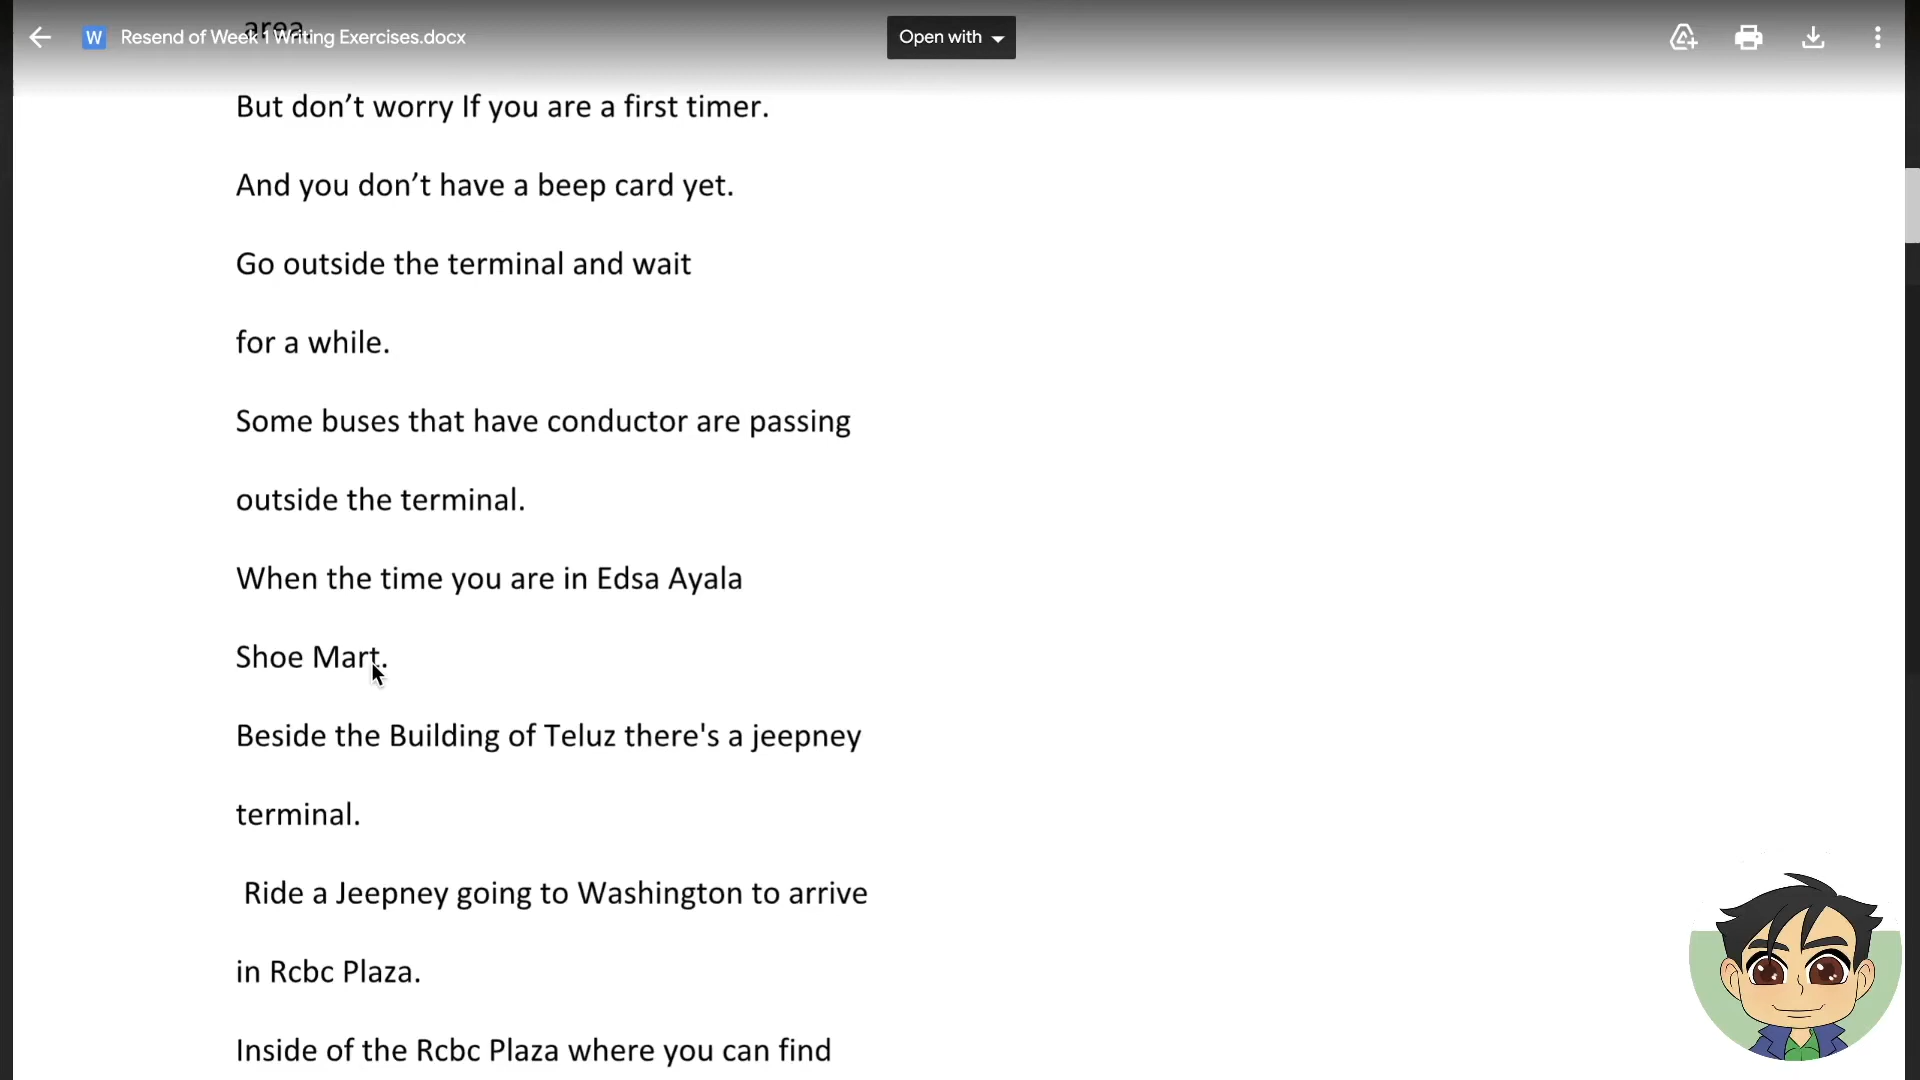 area.
Resend of Week 1 Writing Exercises.docx
Open with
But don’t worry If you are a first timer.
And you don’t have a beep card yet.
Go outside the terminal and wait
for a while.
Some buses that have conductor are passing
outside the terminal.
When the time you are in Edsa Ayala
Shoe Mart.
Beside the Building of Teluz there's a jeepney
terminal.
Ride a Jeepney going to Washington to arrive
in Rcbc Plaza.
Inside of the Rcbc Plaza where you can find